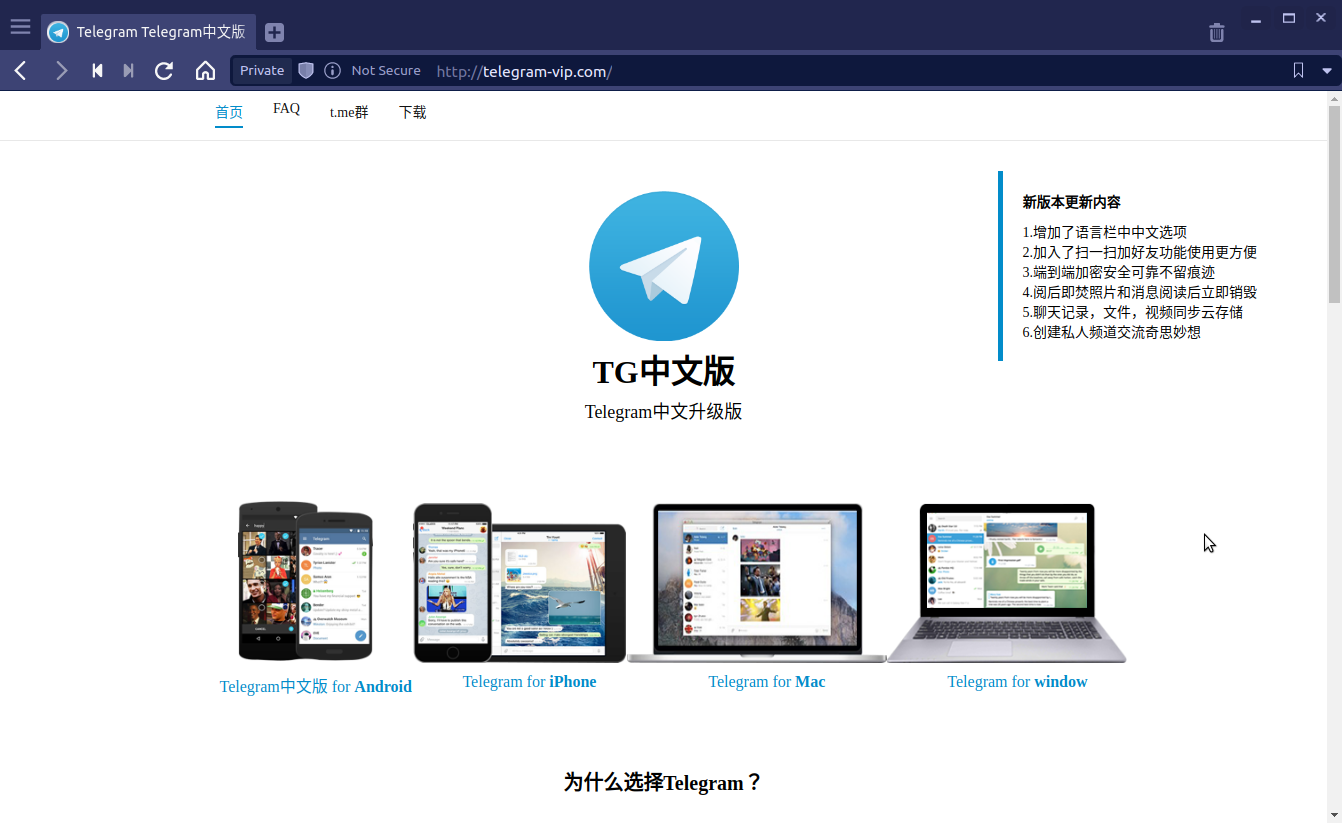 Telegram Telegram中文版
Private
Not Secure
http://telegram-vip.com/
首页
FAQ
t.me群
下载
新版本更新内容
1.增加了语言栏中中文选项
2.加入了扫一扫加好友功能使用更方便
3.端到端加密安全可靠不留痕迹
4.阅后即焚照片和消息阅读后立即销毁
5.聊天记录，文件，视频同步云存储
6.创建私人频道交流奇思妙想
TG中文版
Telegram中文升级版
Telegram中文版 for Android
Telegram for iPhone
Telegram for Mac
Telegram for window
为什么选择Telegram？